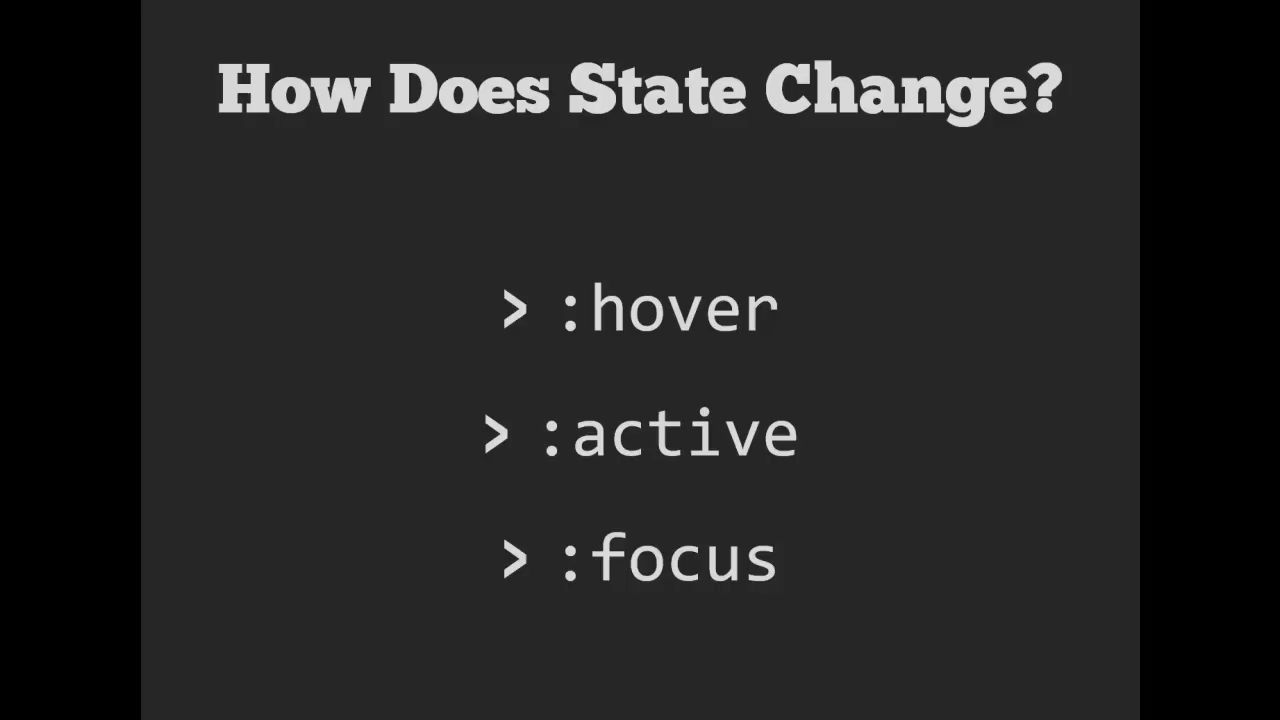 How Does State Change?
> :hover
> :active
> :focus